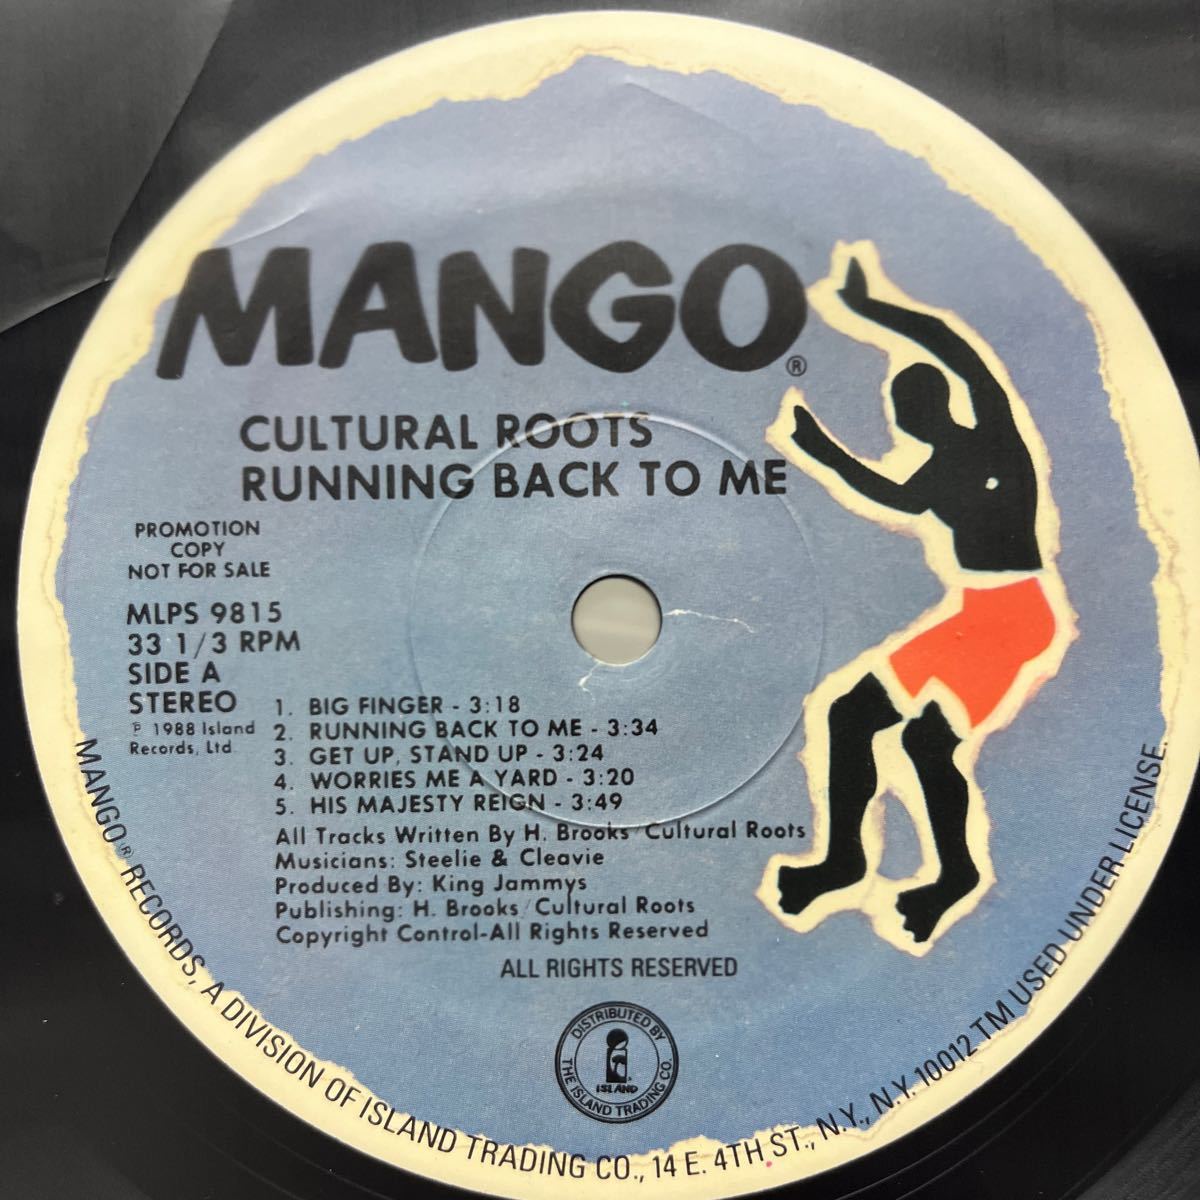 MANGO®
CULTURAL ROOTS
RUNNING BACK TO ME
PROMOTION
COPY
NOT FOR SALE
MLPS 9815
33 1/3 RPM
SIDE A
STEREO
℗ 1988 Island
Records, Ltd.
1. BIG FINGER - 3:18
2. RUNNING BACK TO ME - 3:34
3. GET UP, STAND UP - 3:24
4. WORRIES ME A YARD - 3:20
5. HIS MAJESTY REIGN - 3:49
All Tracks Written By H. Brooks/Cultural Roots
Musicians: Steelie & Cleavie
Produced By: King Jammys
Publishing: H. Brooks/Cultural Roots
Copyright Control-All Rights Reserved
ALL RIGHTS RESERVED
DISTRIBUTED BY
THE ISLAND TRADING CO.
ISLAND®
MANGO® RECORDS, A DIVISION OF ISLAND TRADING CO., 14 E. 4TH ST., N.Y., N.Y. 10012 TM USED UNDER LICENSE.